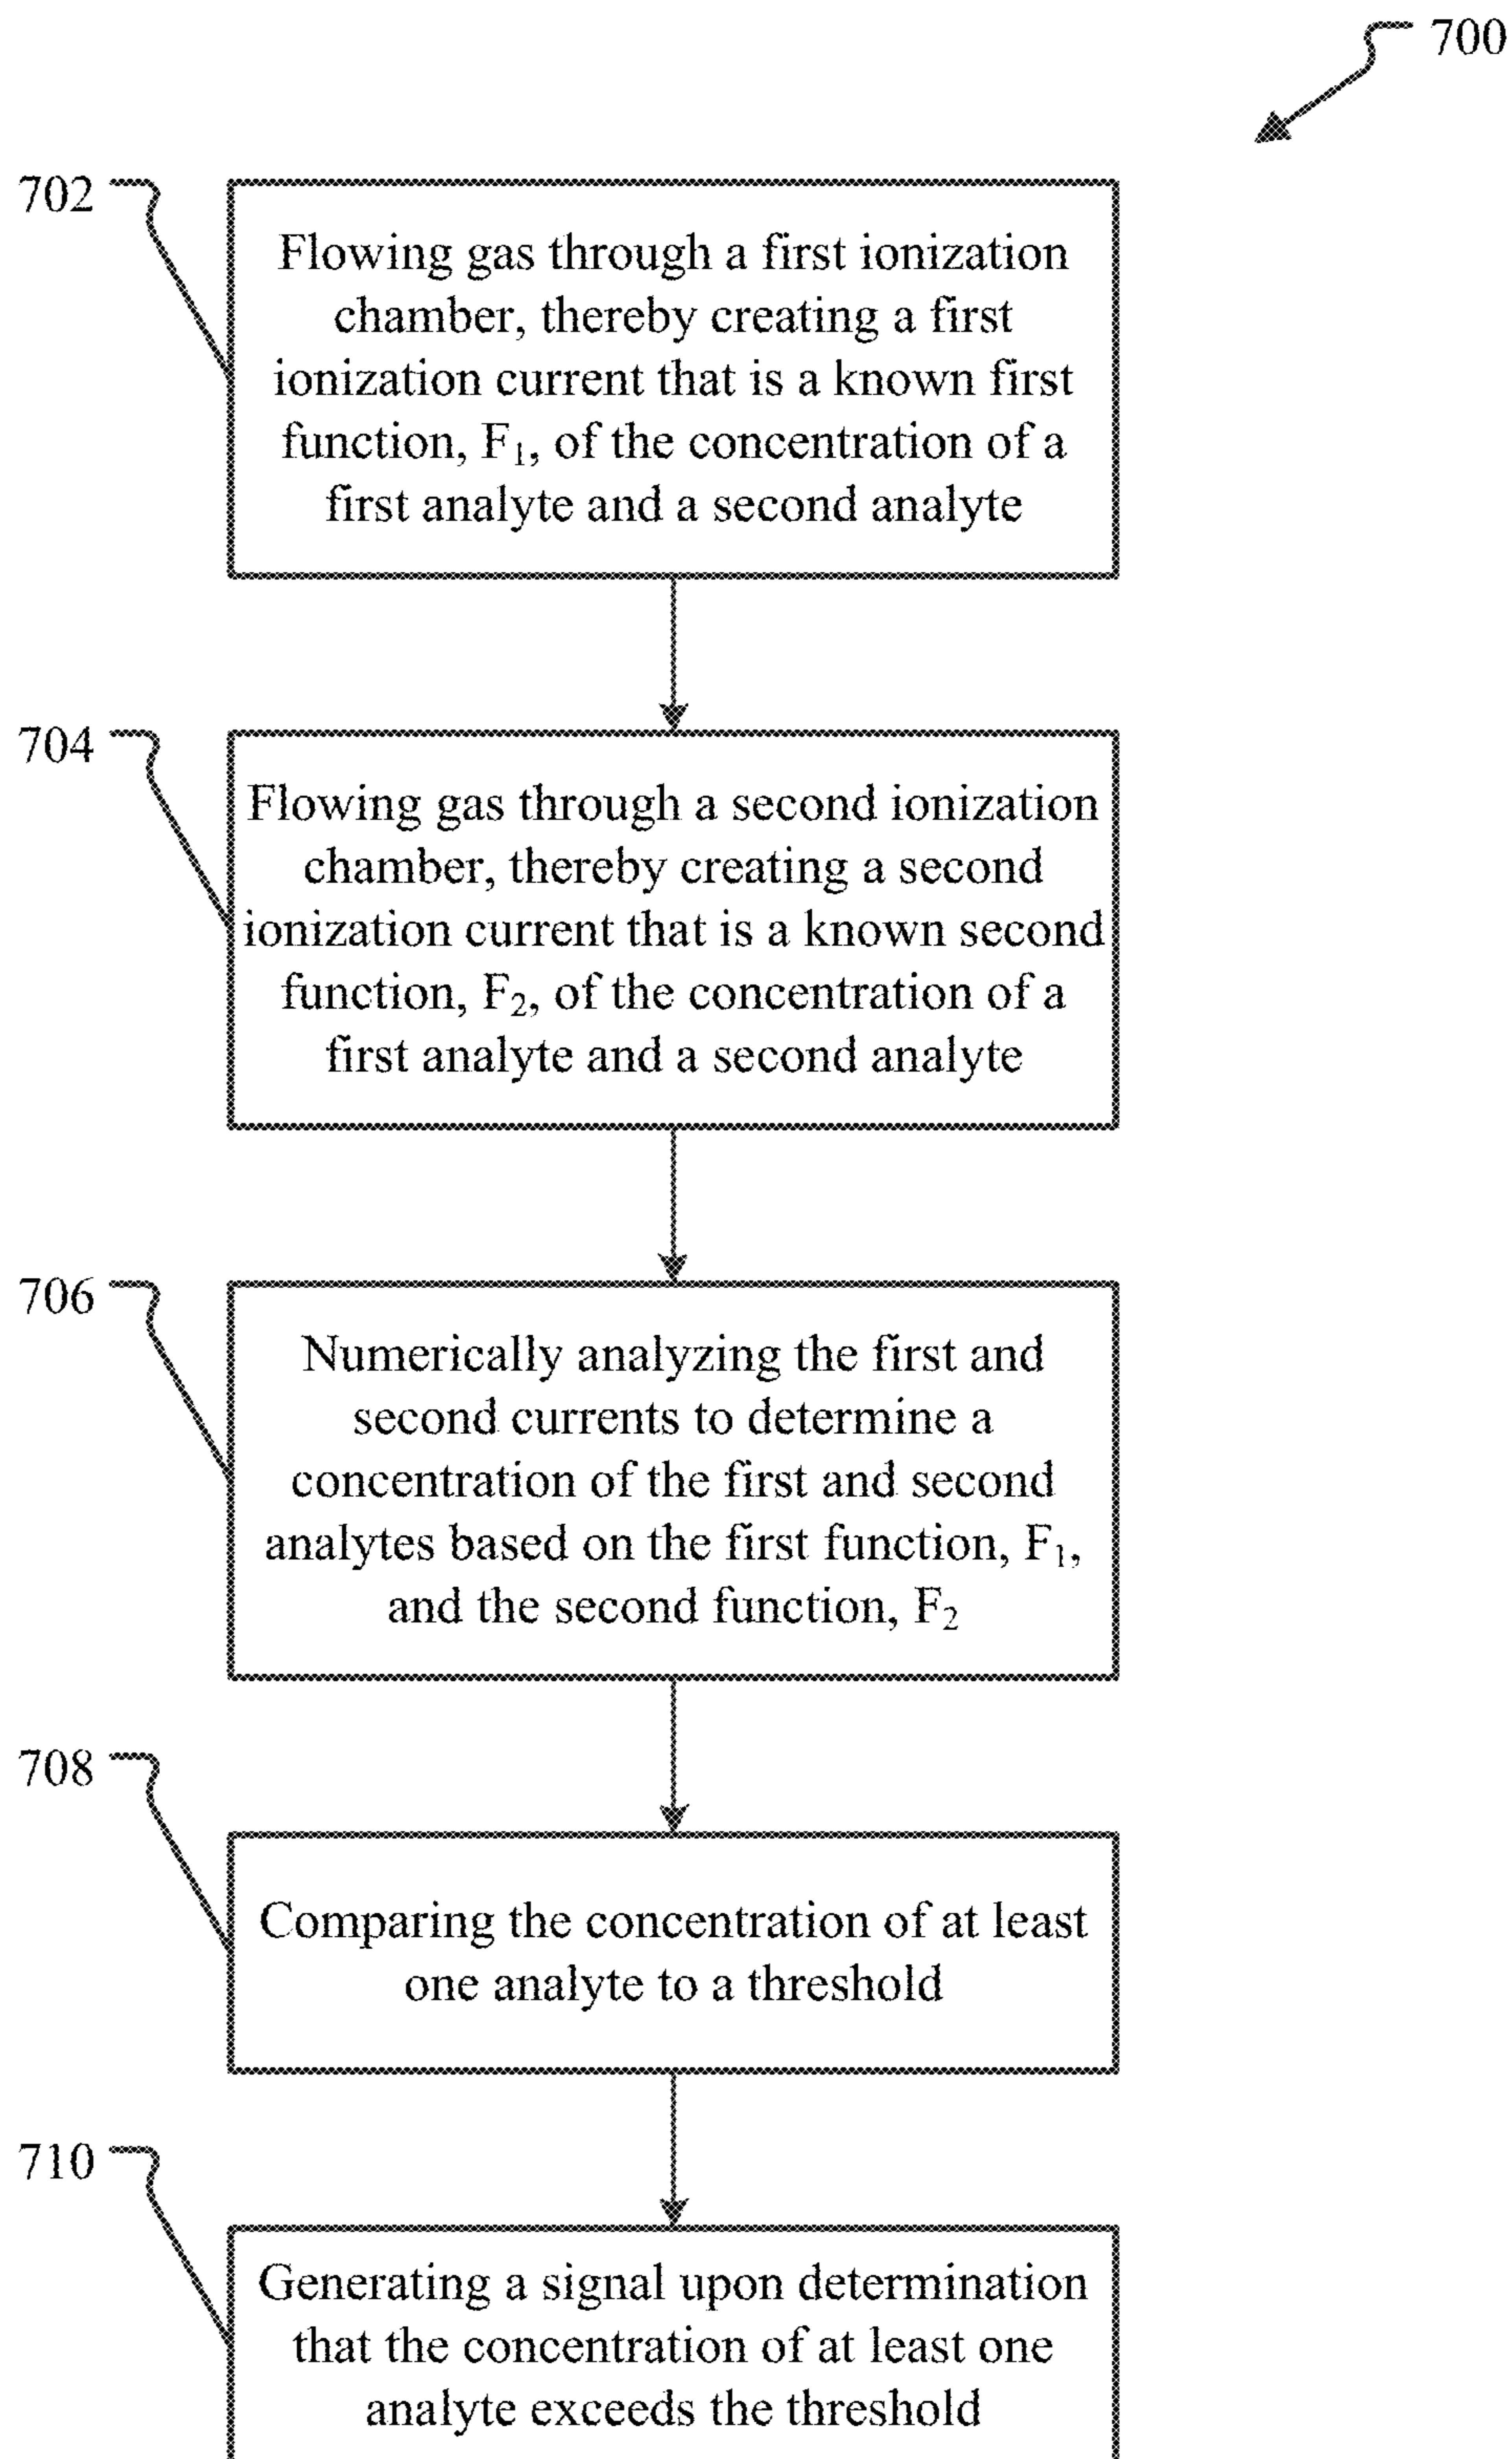 700
702
Flowing gas through a first ionization
chamber, thereby creating a first
ionization current that is a known first
function, F₁, of the concentration of a
first analyte and a second analyte
704
Flowing gas through a second ionization
chamber, thereby creating a second
ionization current that is a known second
function, F₂, of the concentration of a
first analyte and a second analyte
706
Numerically analyzing the first and
second currents to determine a
concentration of the first and second
analytes based on the first function, F₁,
and the second function, F₂
708
Comparing the concentration of at least
one analyte to a threshold
710
Generating a signal upon determination
that the concentration of at least one
analyte exceeds the threshold